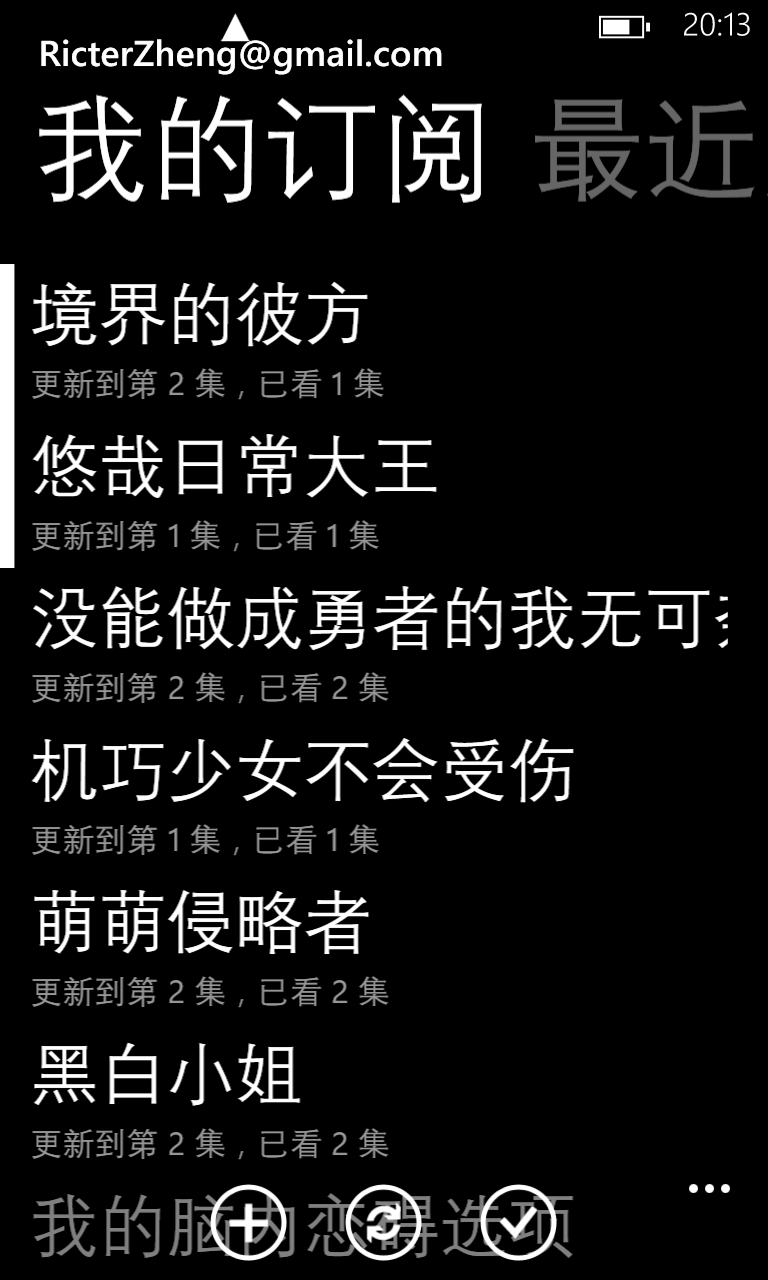 20:13
RicterZheng@gmail.com
我的订阅 最近
境界的彼方
更新到第 2 集，已看 1 集
悠哉日常大王
更新到第 1 集，已看 1 集
没能做成勇者的我无可
更新到第 2 集，已看 2 集
机巧少女不会受伤
更新到第 1 集，已看 1 集
萌萌侵略者
更新到第 2 集，已看 2 集
黑白小姐
更新到第 2 集，已看 2 集
我的脑内恋碍选项